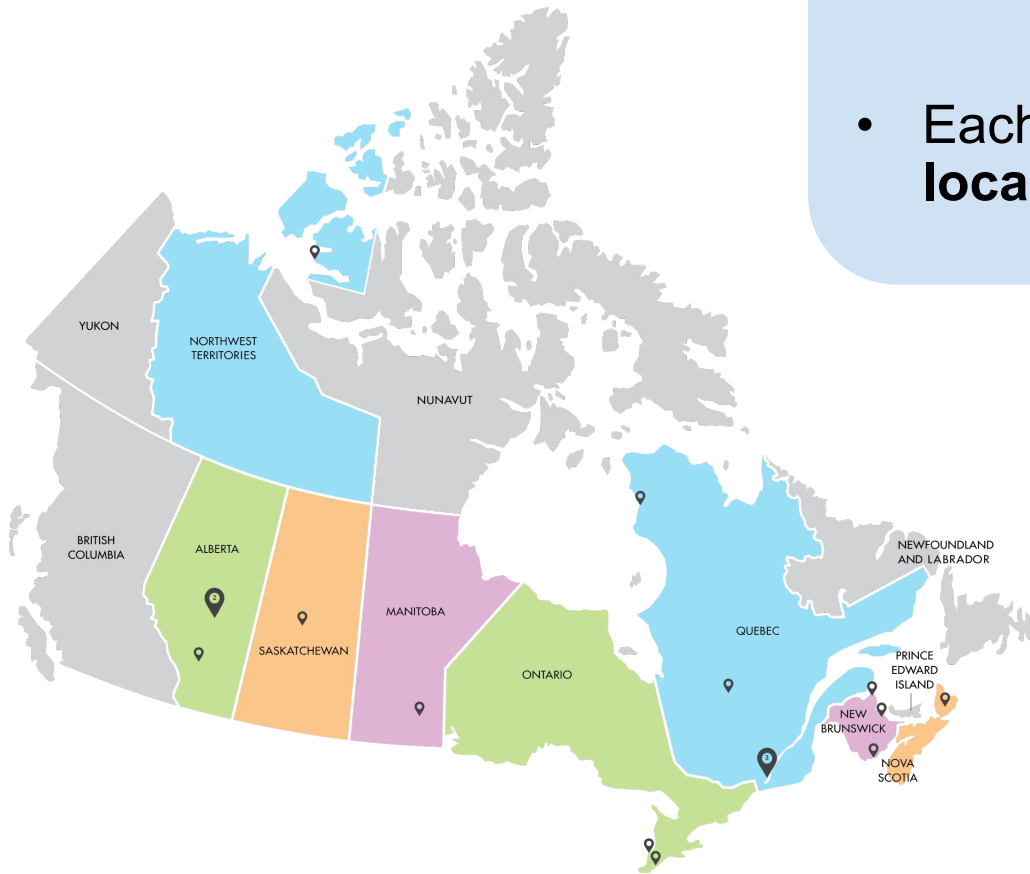 • Each
loca
YUKON
NORTHWEST
TERRITORIES
NUNAVUT
BRITISH
COLUMBIA
ALBERTA
2
SASKATCHEWAN
MANITOBA
ONTARIO
QUEBEC
3
NEWFOUNDLAND
AND LABRADOR
PRINCE
EDWARD
ISLAND
NEW
BRUNSWICK
NOVA
SCOTIA